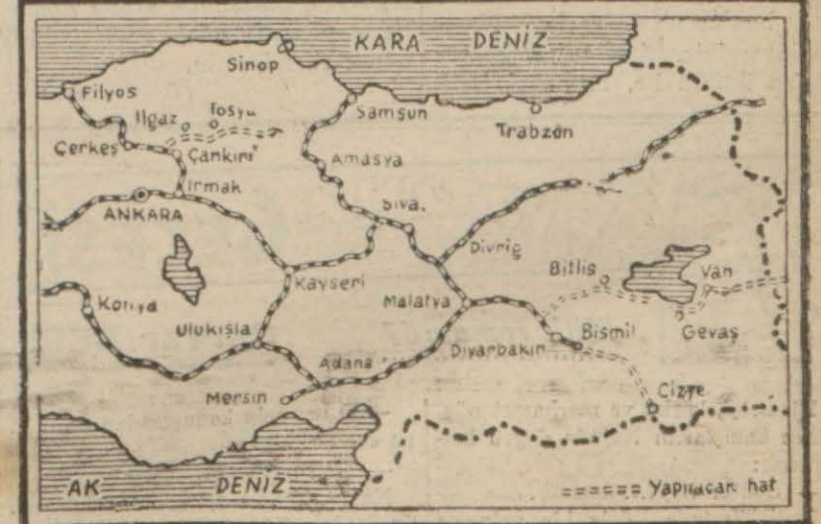 KARA DENİZ
Sinop
Filyos
Ilgaz
Tosya
Samsun
Trabzon
Çerkeş
Çankırı
Amasya
Irmak
ANKARA
Divriğ
Bitlis
Van
Kayseri
Konya
Malatya
Gevaş
Ulukışla
Bismil
Diyarbakır
Adana
Mersin
Cizre
AK DENİZ
Yapılacak hat